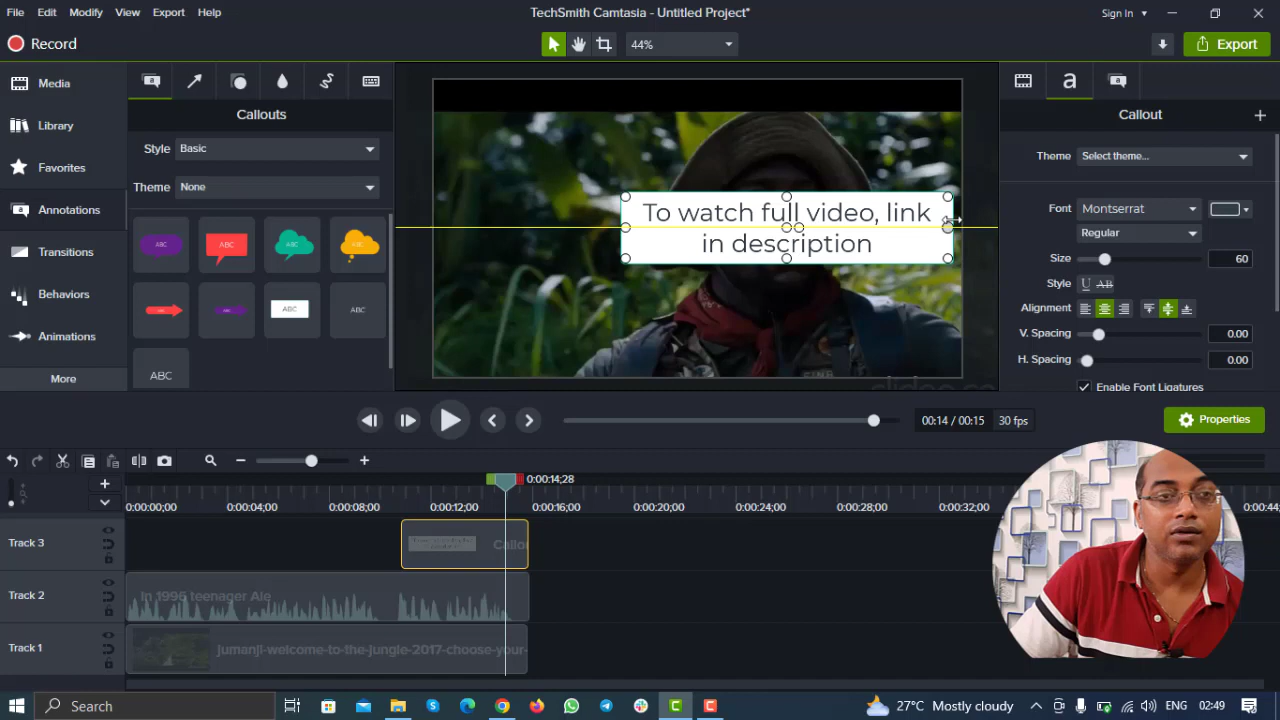 File Edit Modify View Export Help
TechSmith Camtasia - Untitled Project*
Sign In
Record
44%
Export
Media
Library
Favorites
Annotations
Transitions
Behaviors
Animations
More
Callouts
Style Basic
Theme None
ABC ABC ABC ABC
ABC ABC ABC ABC
ABC
To watch full video, link
in description
Callout
Theme Select theme...
Font Montserrat
Regular
Size 60
Style U AB
Alignment
V. Spacing 0.00
H. Spacing 0.00
Enable Font Ligatures
00:14 / 00:15 30 fps
Properties
0:00:14;28
0:00:00;00 0:00:04;00 0:00:08;00 0:00:12;00 0:00:16;00 0:00:20;00 0:00:24;00 0:00:28;00 0:00:32;00 0:00:44;
Track 3
Callo
Track 2
In 1996 teenager Ale
Track 1
jumanji-welcome-to-the-jungle-2017-choose-your-
Search
27°C Mostly cloudy
ENG 02:49